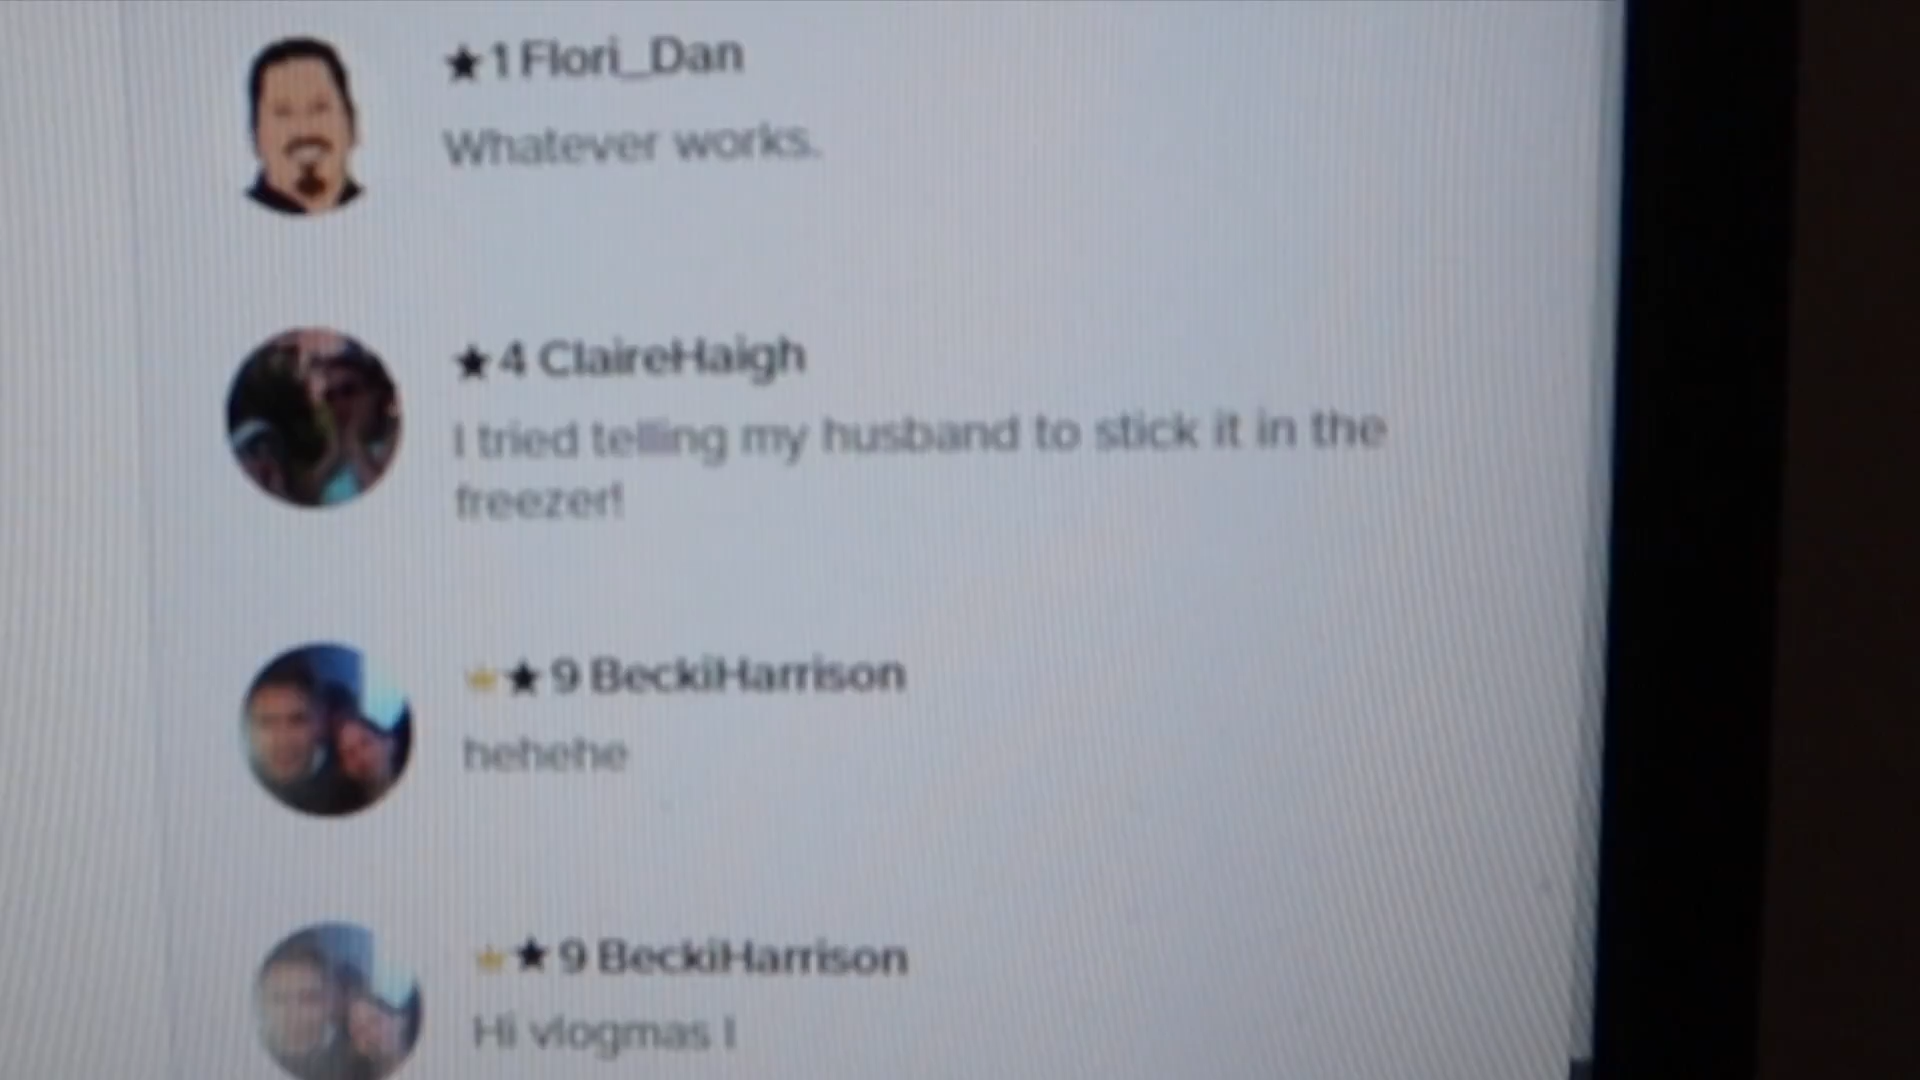 ★1 Flori_Dan
Whatever works.
★4 ClaireHaigh
I tried telling my husband to stick it in the
freezer!
★★9 BeckiHarrison
hehehe
★★9 BeckiHarrison
Hi vlogmas !